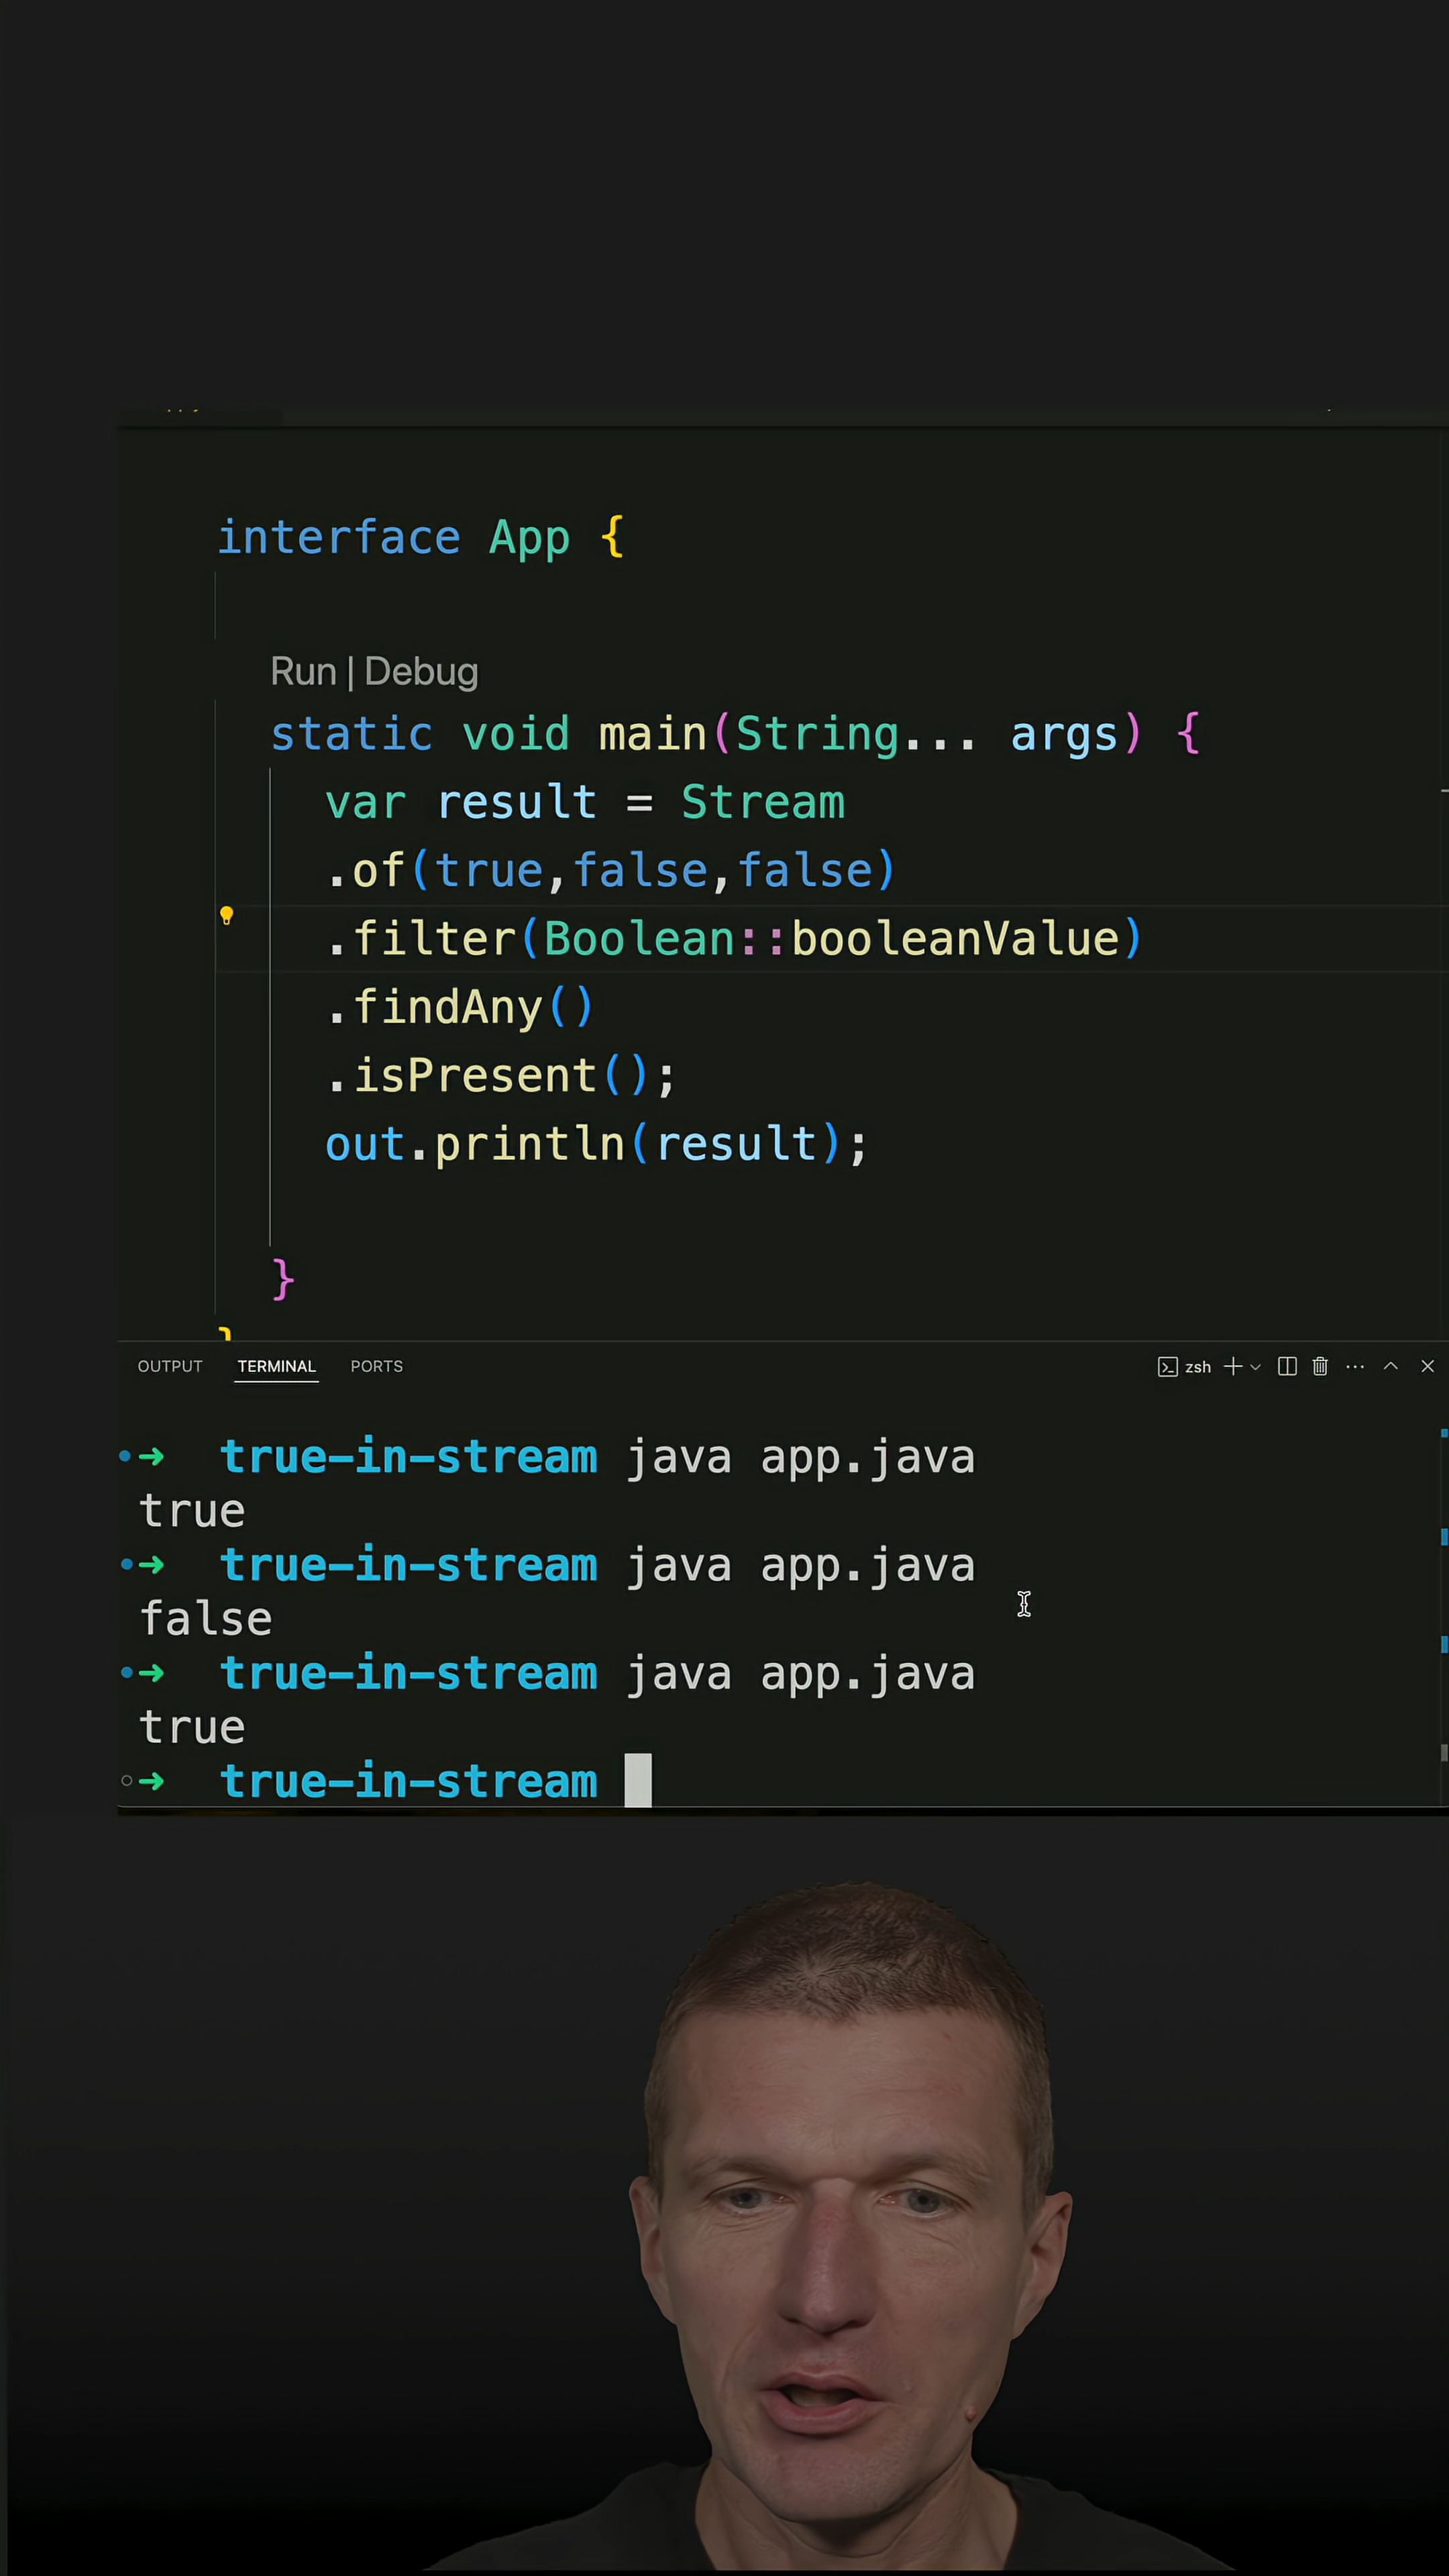 interface App {
Run | Debug
static void main(String... args) {
var result = Stream
.of(true,false,false)
.filter(Boolean::booleanValue)
.findAny()
.isPresent();
out.println(result);
}
}
OUTPUT TERMINAL PORTS zsh
→ true-in-stream java app.java
true
→ true-in-stream java app.java
false
→ true-in-stream java app.java
true
→ true-in-stream